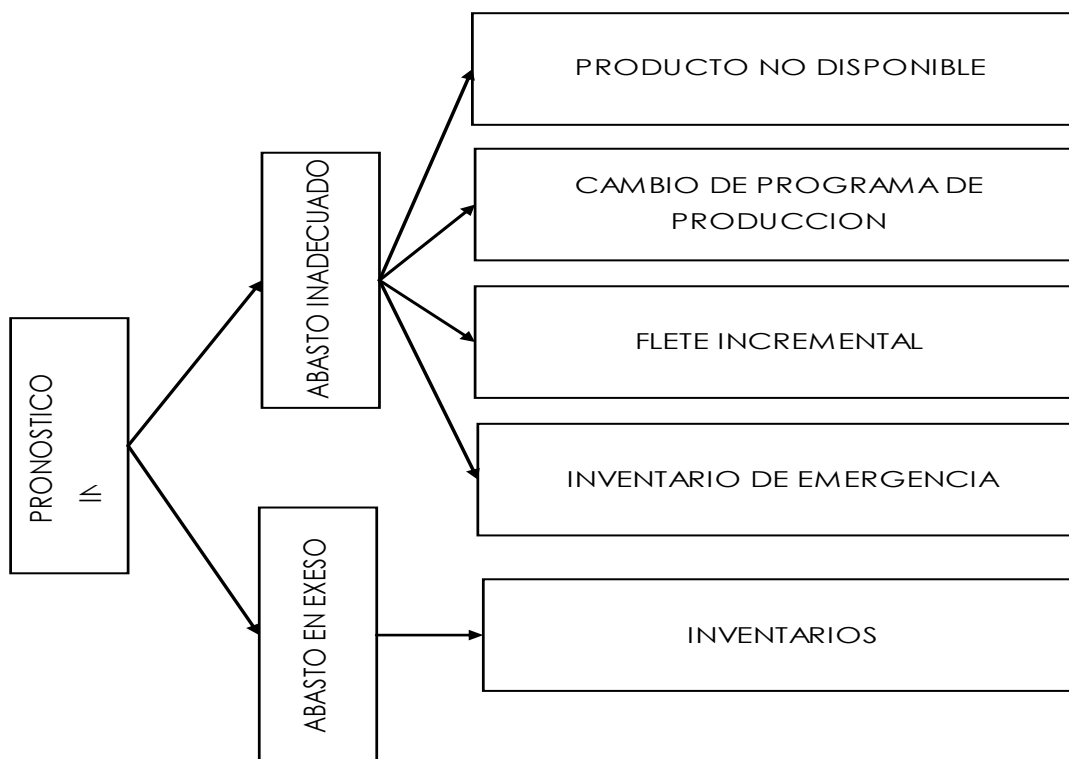 PRONOSTICO
ABASTO INADECUADO
ABASTO EN EXESO
PRODUCTO NO DISPONIBLE
CAMBIO DE PROGRAMA DE
PRODUCCION
FLETE INCREMENTAL
INVENTARIO DE EMERGENCIA
INVENTARIOS